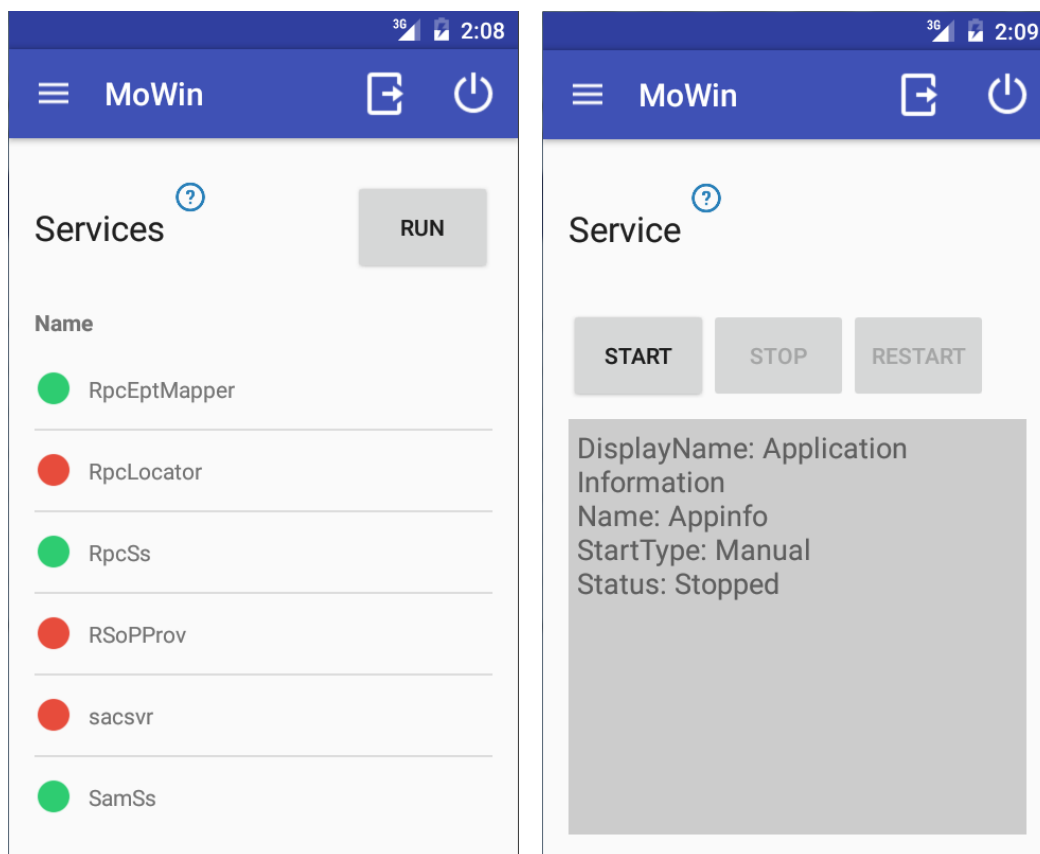 3G 2:08
MoWin
Services ?
RUN
Name
RpcEptMapper
RpcLocator
RpcSs
RSoPProv
sacsvr
SamSs
3G 2:09
MoWin
Service ?
START STOP RESTART
DisplayName: Application
Information
Name: Appinfo
StartType: Manual
Status: Stopped